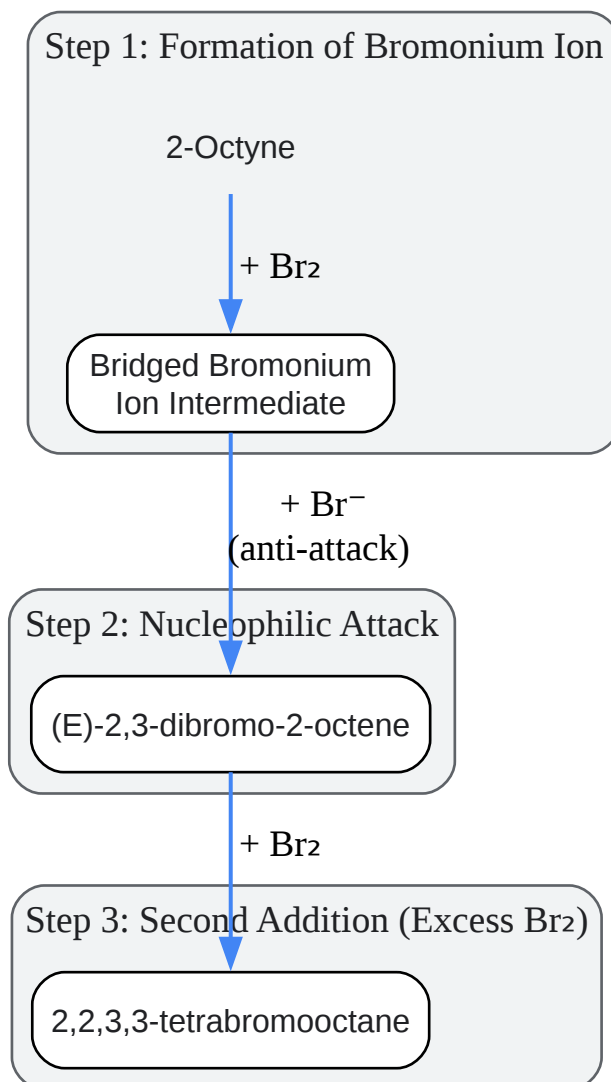 Step 1: Formation of Bromonium Ion
2-Octyne
+ Br₂
Bridged Bromonium
Ion Intermediate
+ Br⁻
(anti-attack)
Step 2: Nucleophilic Attack
(E)-2,3-dibromo-2-octene
+ Br₂
Step 3: Second Addition (Excess Br₂)
2,2,3,3-tetrabromooctane